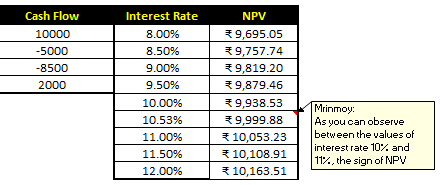 Cash Flow Interest Rate NPV
10000 8.00% ₹ 9,695.05
-5000 8.50% ₹ 9,757.74
-8500 9.00% ₹ 9,819.20
2000 9.50% ₹ 9,879.46
10.00% ₹ 9,938.53
10.53% ₹ 9,999.88
11.00% ₹ 10,053.23
11.50% ₹ 10,108.91
12.00% ₹ 10,163.51
Mrinmoy:
As you can observe
between the values of
interest rate 10% and
11%, the sign of NPV